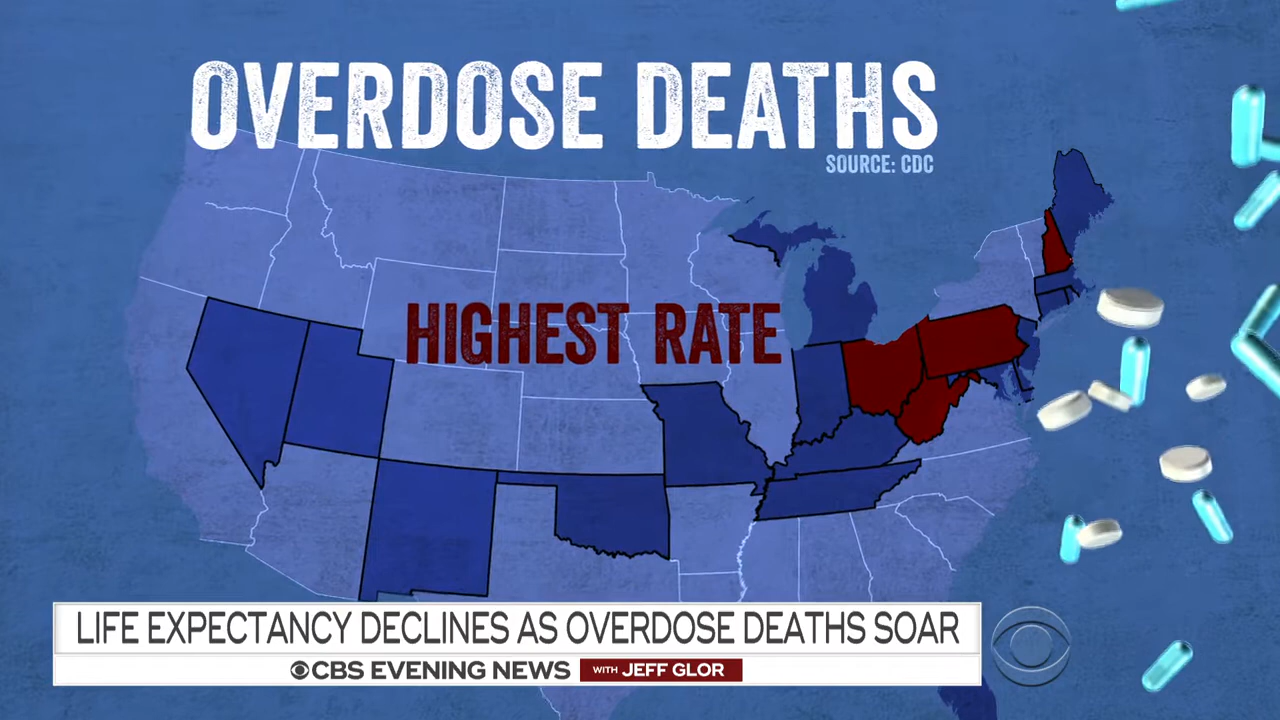 OVERDOSE DEATHS
SOURCE: CDC
HIGHEST RATE
LIFE EXPECTANCY DECLINES AS OVERDOSE DEATHS SOAR
CBS EVENING NEWS WITH JEFF GLOR